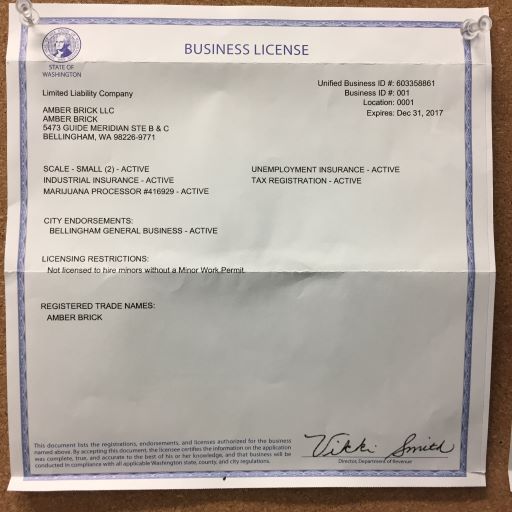 STATE OF
WASHINGTON
BUSINESS LICENSE
Limited Liability Company
Unified Business ID #: 603358861
Business ID #: 001
Location: 0001
Expires: Dec 31, 2017
AMBER BRICK LLC
AMBER BRICK
5473 GUIDE MERIDIAN STE B & C
BELLINGHAM, WA 98226-9771
SCALE - SMALL (2) - ACTIVE
INDUSTRIAL INSURANCE - ACTIVE
MARIJUANA PROCESSOR #416929 - ACTIVE
UNEMPLOYMENT INSURANCE - ACTIVE
TAX REGISTRATION - ACTIVE
CITY ENDORSEMENTS:
BELLINGHAM GENERAL BUSINESS - ACTIVE
LICENSING RESTRICTIONS:
Not licensed to hire minors without a Minor Work Permit.
REGISTERED TRADE NAMES:
AMBER BRICK
This document lists the registrations, endorsements, and licenses authorized for the business
named above. By accepting this document, the licensee certifies the information on the application
was complete, true, and accurate to the best of his or her knowledge, and that business will be
conducted in compliance with all applicable Washington state, county, and city regulations.
Vikki Smith
Director, Department of Revenue